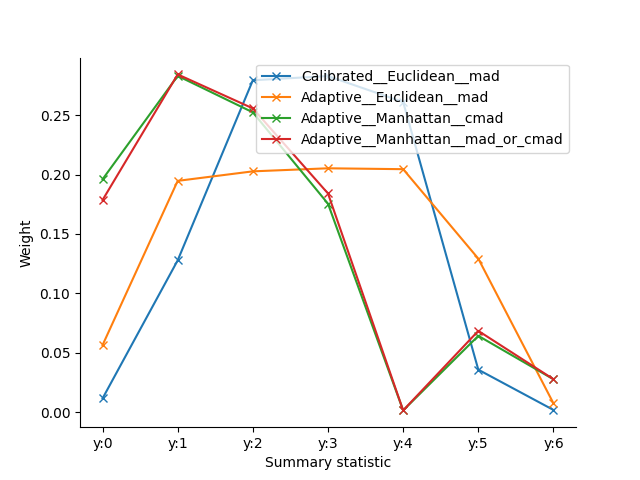 Calibrated__Euclidean__mad
Adaptive__Euclidean__mad
Adaptive__Manhattan__cmad
Adaptive__Manhattan__mad_or_cmad
Weight
0.25
0.20
0.15
0.10
0.05
0.00
y:0 y:1 y:2 y:3 y:4 y:5 y:6
Summary statistic